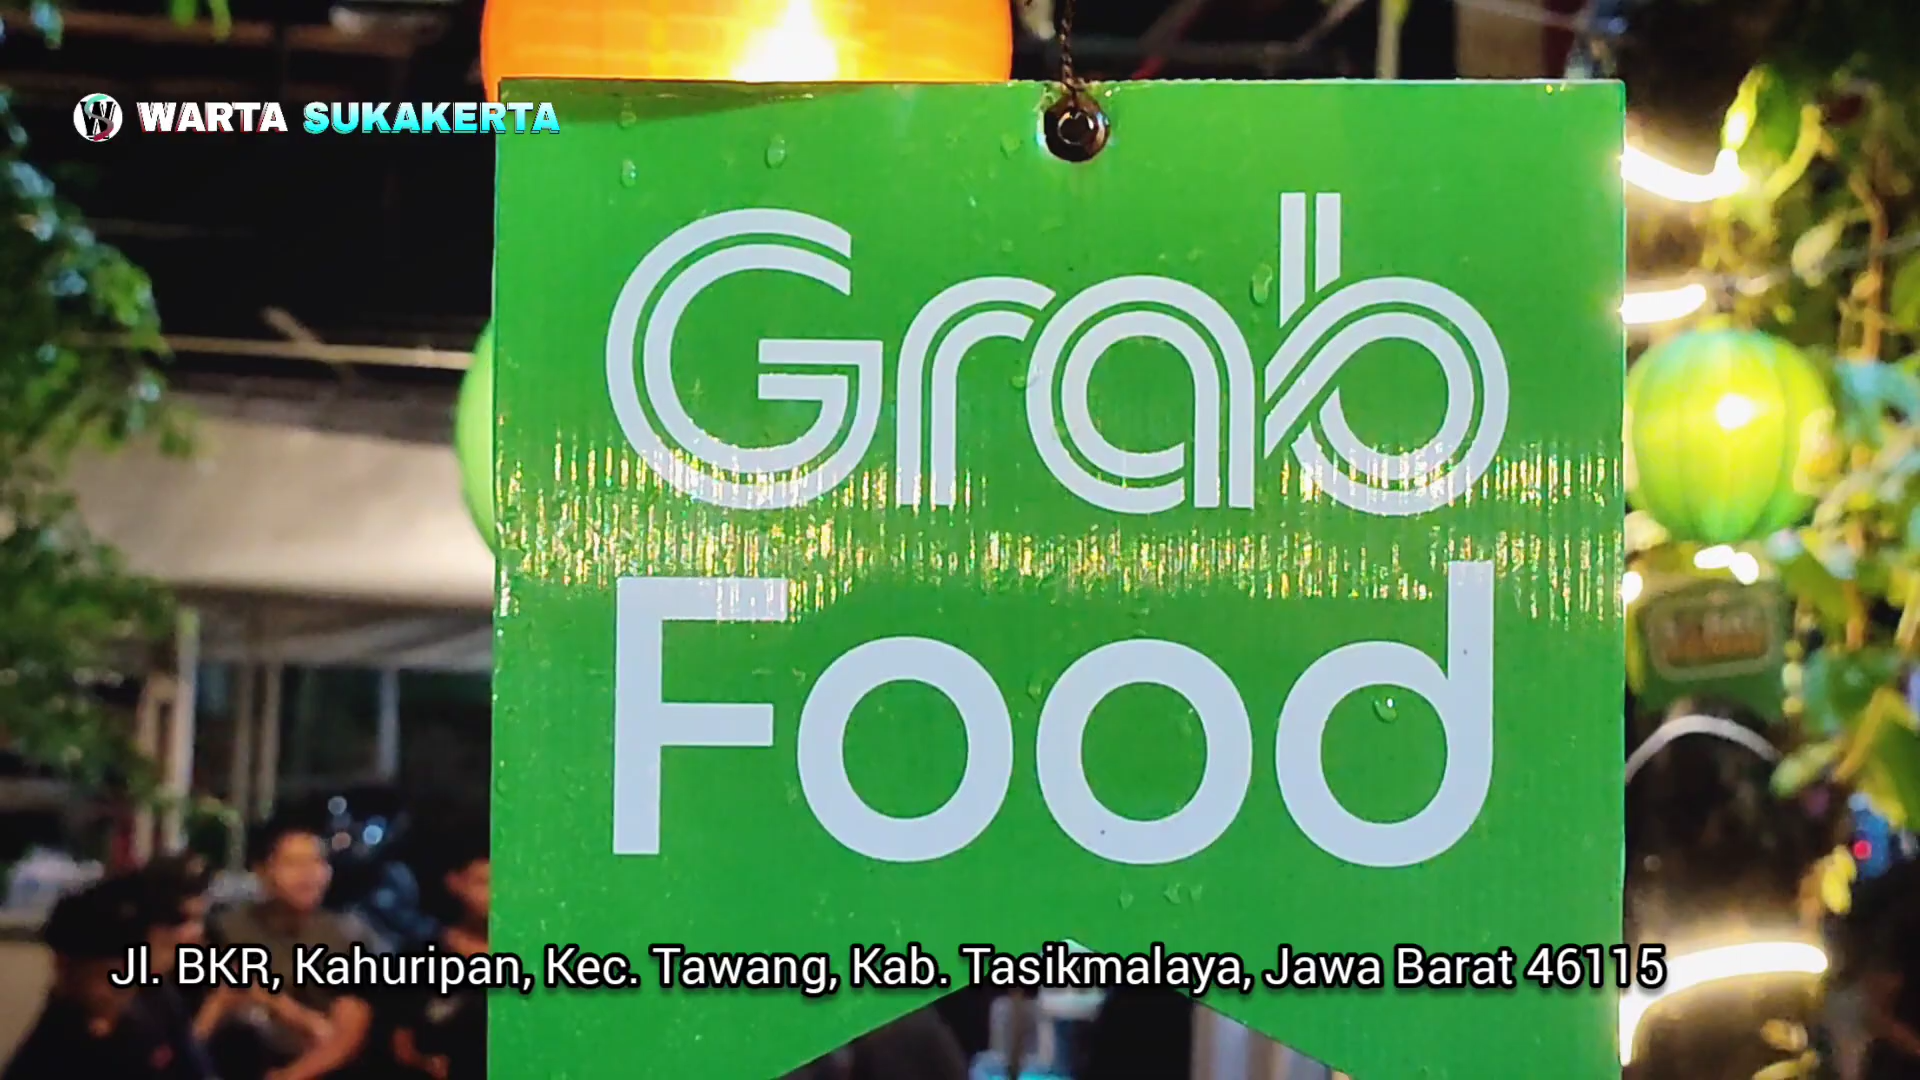 WARTA SUKAKERTA
Grab
Food
Jl. BKR, Kahuripan, Kec. Tawang, Kab. Tasikmalaya, Jawa Barat 46115